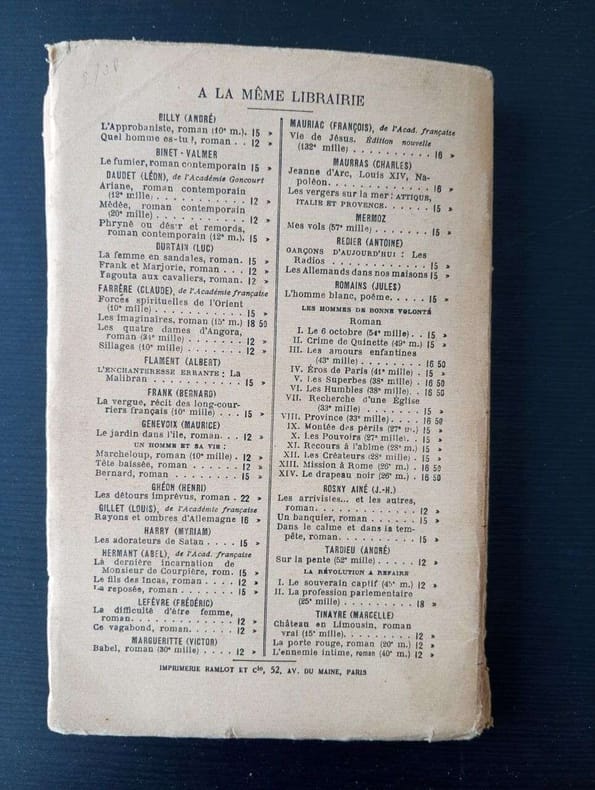 A LA MÊME LIBRAIRIE
BILLY (ANDRÉ)
L'Approbaniste, roman (10e m.). 15 »
Quel homme es-tu?, roman . . 12 »
BINET-VALMER
Le fumier, roman contemporain 15 »
DAUDET (LÉON), de l'Académie Goncourt
Ariane, roman contemporain
(12e mille) . . . . . . . . . . 12 »
Médée, roman contemporain
(20e mille) . . . . . . . . . . 12 »
Phryné ou désir et remords,
roman contemporain (12e m.). 15 »
DURTAIN (LUC)
La femme en sandales, roman. 15 »
Frank et Marjorie, roman . . . 12 »
Yagouta aux cavaliers, roman. 12 »
FARRÈRE (CLAUDE), de l'Académie française
Forces spirituelles de l'Orient
(10e mille) . . . . . . . . . . 15 »
Les imaginaires, roman (15e m.) 18 50
Les quatre dames d'Angora,
roman (34e mille) . . . . . . . 12 »
Sillages (10e mille) . . . . . . 12 »
FLAMENT (ALBERT)
L'ENCHANTERESSE ERRANTE : La
Malibran . . . . . . . . . . . 15 »
FRANK (BERNARD)
La vergue, récit des long-cour-
riers français (10e mille) . . . 15 »
GENEVOIX (MAURICE)
Le jardin dans l'île, roman. . . 12 »
UN HOMME ET SA VIE :
Marcheloup, roman (10e mille) . 12 »
Tête baissée, roman . . . . . . 12 »
Bernard, roman . . . . . . . . 15 »
GHÉON (HENRI)
Les détours imprévus, roman . 22 »
GILLET (LOUIS), de l'Académie française
Rayons et ombres d'Allemagne 16 »
HARRY (MYRIAM)
Les adorateurs de Satan . . . . 15 »
HERMANT (ABEL), de l'Acad. française
La dernière incarnation de
Monsieur de Courpière, rom. 15 »
Le fils des Incas, roman . . . . 12 »
La reposée, roman . . . . . . . 15 »
LEFÈVRE (FRÉDÉRIC)
La difficulté d'être femme,
roman. . . . . . . . . . . . . 12 »
Ce vagabond, roman. . . . . . . 12 »
MARGUERITTE (VICTOR)
Babel, roman (30e mille) . . . . 12 »
MAURIAC (FRANÇOIS), de l'Acad. française
Vie de Jésus. Édition nouvelle
(132e mille) . . . . . . . . . . 16 »
MAURRAS (CHARLES)
Jeanne d'Arc, Louis XIV, Na-
poléon. . . . . . . . . . . . . 16 »
Les vergers sur la mer : ATTIQUE,
ITALIE ET PROVENCE. . . . . . 15 »
MERMOZ
Mes vols (57e mille) . . . . . . 15 »
REDIER (ANTOINE)
GARÇONS D'AUJOURD'HUI : Les
Radios . . . . . . . . . . . . 15 »
Les Allemands dans nos maisons 15 »
ROMAINS (JULES)
L'homme blanc, poème. . . . . 15 »
LES HOMMES DE BONNE VOLONTÉ
Roman
I. Le 6 octobre (54e mille) . . 15 »
II. Crime de Quinette (49e m.) . 15 »
III. Les amours enfantines
(43e mille) . . . . . . . . . . 16 50
IV. Éros de Paris (41e mille) . 15 »
V. Les Superbes (38e mille) . 16 50
VI. Les Humbles (38e mille). . 16 50
VII. Recherche d'une Église
(33e mille) . . . . . . . . . . 15 »
VIII. Province (33e mille) . . . . 16 50
IX. Montée des périls (27e m.) . 15 »
X. Les Pouvoirs (27e mille). . 15 »
XI. Recours à l'abîme (28e m.) 15 »
XII. Les Créateurs (28e mille) . 15 »
XIII. Mission à Rome (26e m.) . 16 50
XIV. Le drapeau noir (26e m.) . 16 50
ROSNY AINÉ (J.-H.)
Les arrivistes... et les autres,
roman. . . . . . . . . . . . . 12 »
Un banquier, roman . . . . . . 15 »
Dans le calme et dans la tem-
pête, roman. . . . . . . . . . 15 »
TARDIEU (ANDRÉ)
Sur la pente (52e mille) . . . . . 12 »
LA RÉVOLUTION A REFAIRE
I. Le souverain captif m.) 12 »
II. La profession parlementaire
(25e mille) . . . . . . . . . . 18 »
TINAYRE (MARCELLE)
Château en Limousin, roman
vrai (15e mille). . . . . . . . 12 »
La porte rouge, roman (20e m.) 12 »
L'ennemie intime, roman (40e m.) 12 »
IMPRIMERIE RAMLOT ET Cie, 52, AV. DU MAINE, PARIS